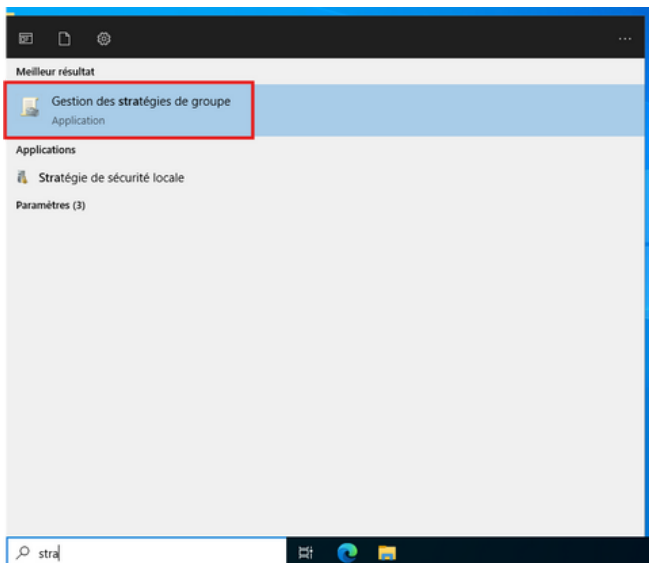 Meilleur résultat
Gestion des stratégies de groupe
Application
Applications
Stratégie de sécurité locale
Paramètres (3)
stra